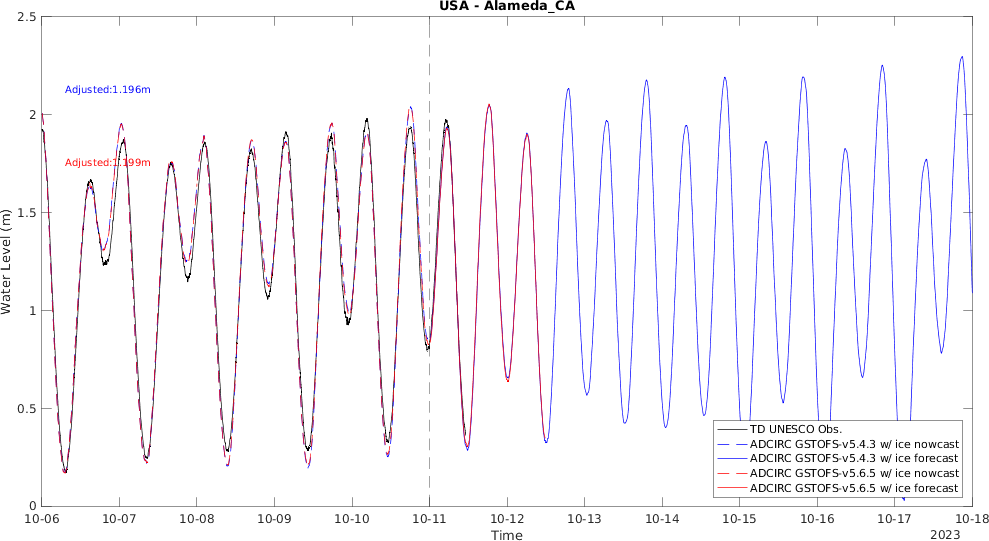 USA - Alameda_CA
2.5
Adjusted:1.196m
2
Adjusted:1.199m
1.5
Water Level (m)
1
0.5
0
TD UNESCO Obs.
ADCIRC GSTOFS-v5.4.3 w/ ice nowcast
ADCIRC GSTOFS-v5.4.3 w/ ice forecast
ADCIRC GSTOFS-v5.6.5 w/ ice nowcast
ADCIRC GSTOFS-v5.6.5 w/ ice forecast
10-06 10-07 10-08 10-09 10-10 10-11 10-12 10-13 10-14 10-15 10-16 10-17 10-18
Time
2023